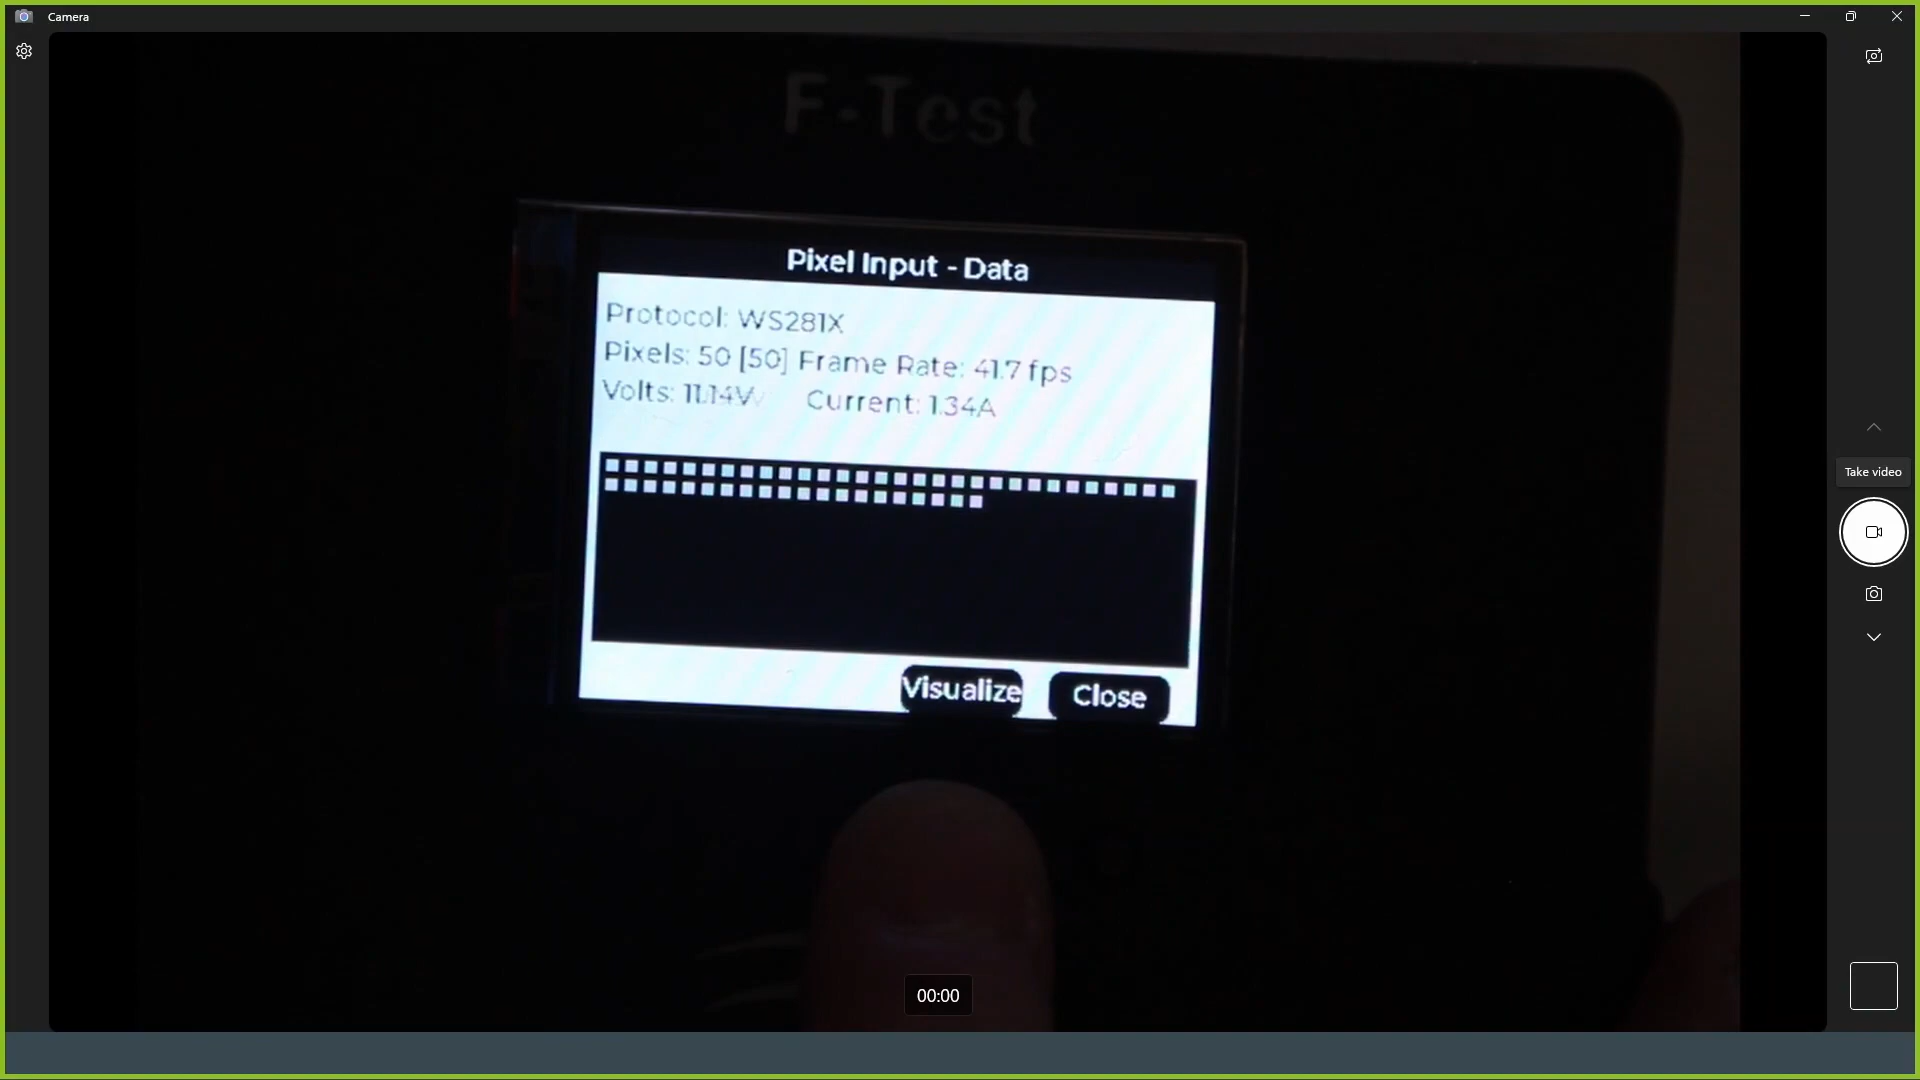 Camera
F-Test
Pixel Input - Data
Protocol: WS281X
Pixels: 50 [50] Frame Rate: 41.7 fps
Volts: 11.14V Current: 1.34A
Take video
Visualize Close
00:00